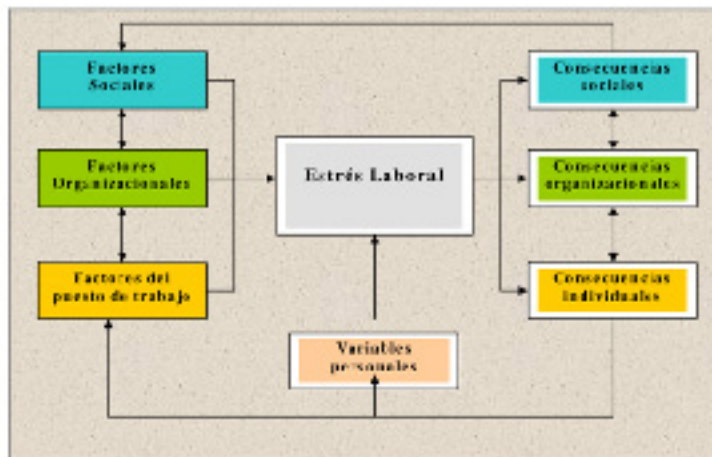 Factores
Sociales
Consecuencias
sociales
Factores
Organizacionales
Estrés Laboral
Consecuencias
organizacionales
Factores del
puesto de trabajo
Consecuencias
individuales
Variables
personales